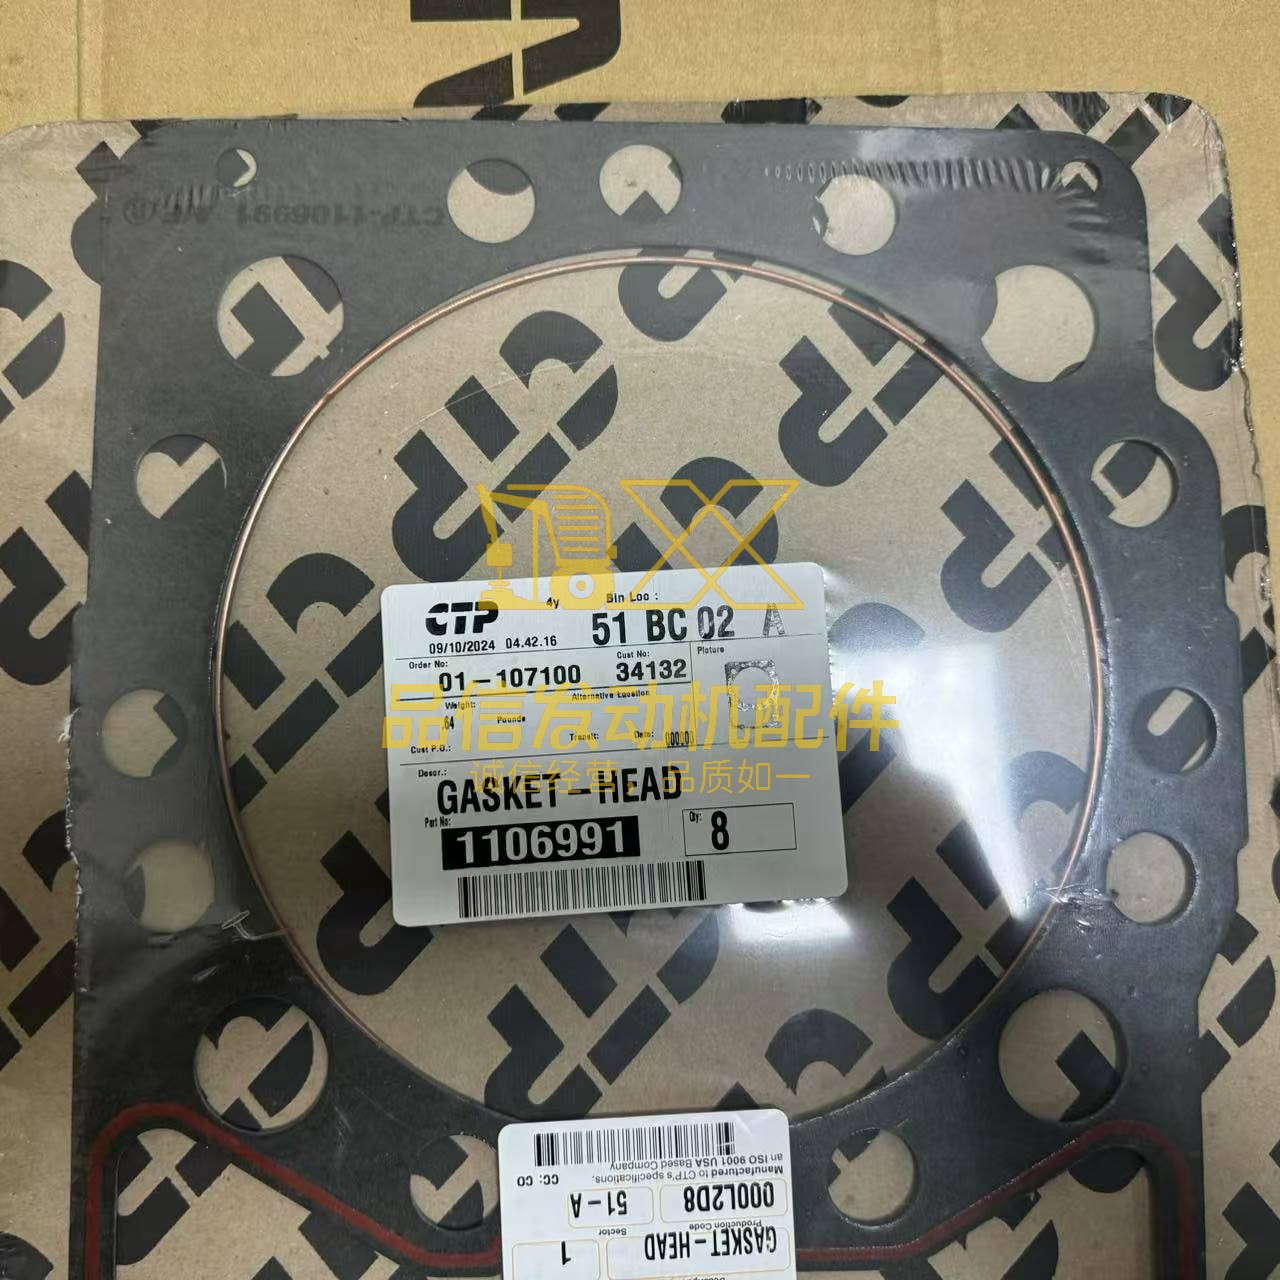 CTP-1106991
CTP
4y
Bin Loc :
09/10/2024 04.42.16
51 BC 02 A
Order No:
Cust No:
Picture
01-107100
34132
Weight:
Alternative Location
.64
Pounds
Cust P.O.:
Transit:
Date:
000000
品信发动机配件
诚信经营，品质如一
Descr.:
GASKET-HEAD
Part No:
Qty:
1106991
8
CC: CO
an ISO 9001 USA Based Company
Manufactured to CTP's specifications,
51-A
000L2D8
Sector
Production Code
1
GASKET-HEAD